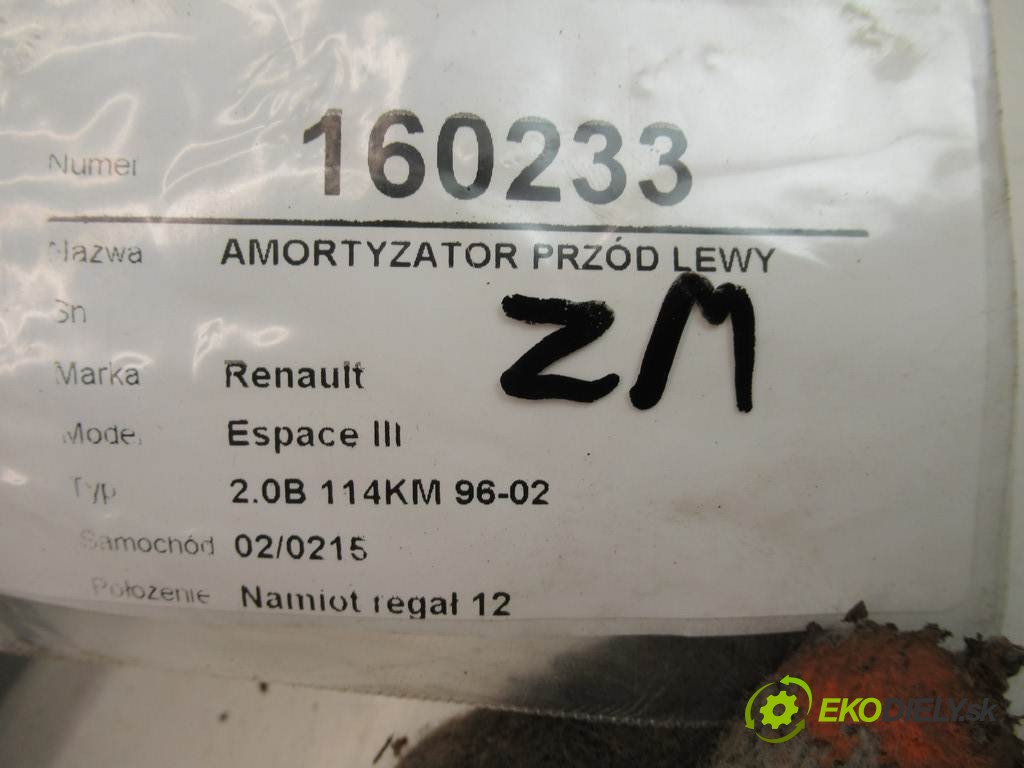 Numer 160233
Nazwa AMORTYZATOR PRZÓD LEWY
Sn
ZM
Marka Renault
Model Espace III
Typ 2.0B 114KM 96-02
Samochód 02/0215
Położenie Namiot regał 12
EKODIELY.sk